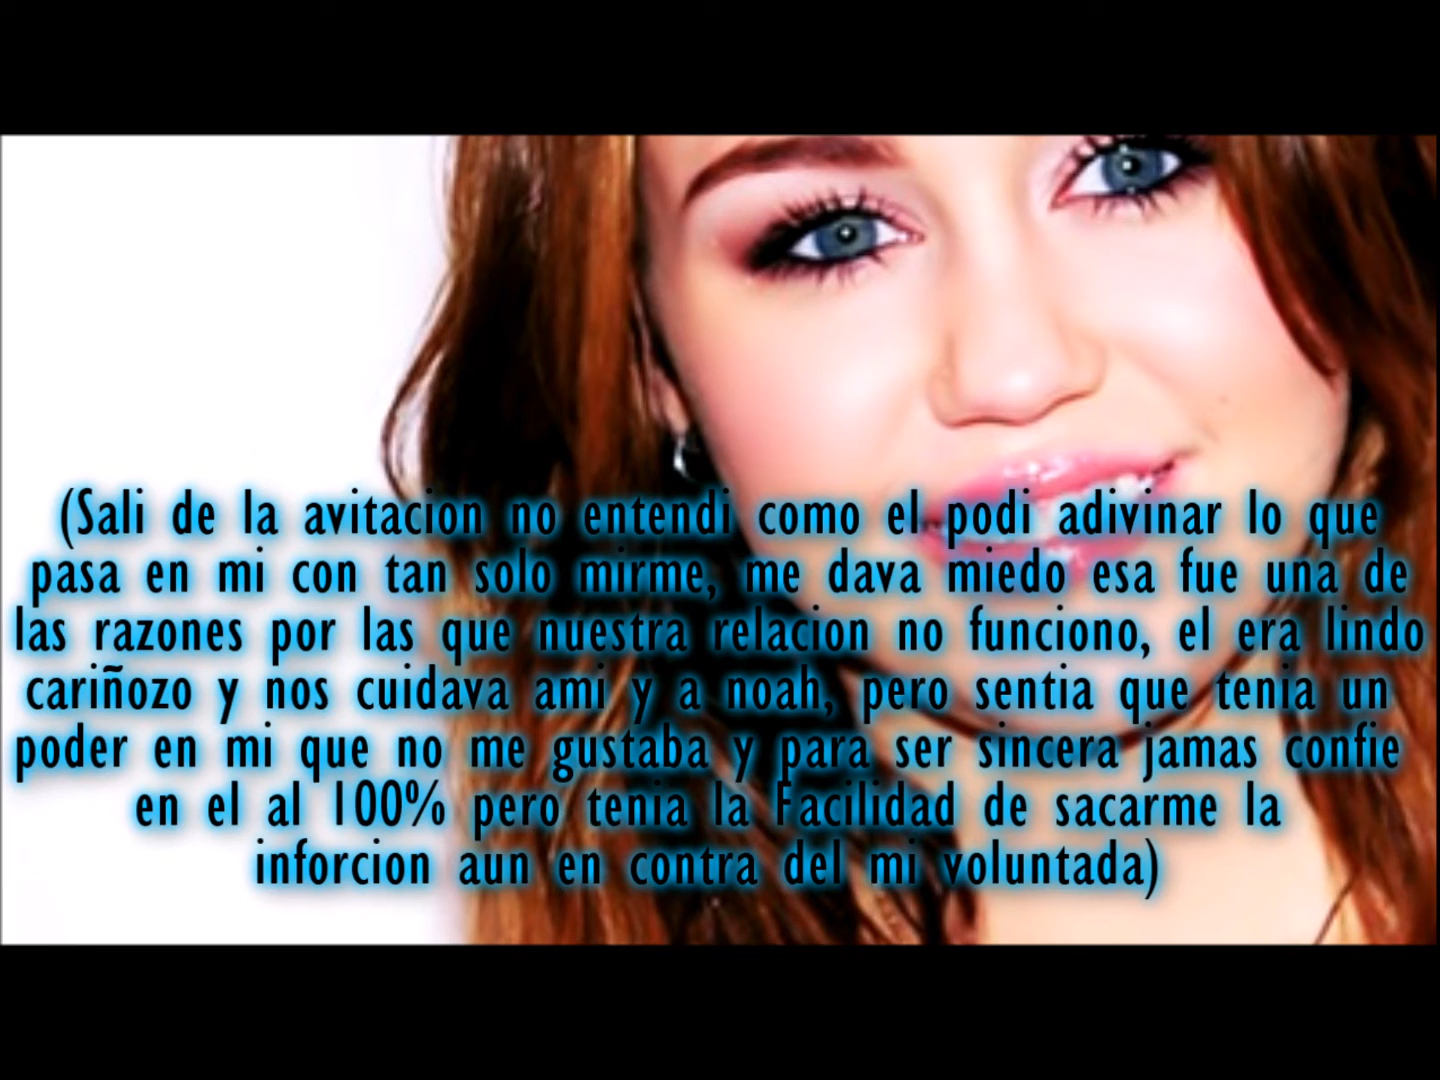 (Sali de la avitacion no entendi como el podi adivinar lo que
pasa en mi con tan solo mirme, me dava miedo esa fue una de
las razones por las que nuestra relacion no funciono, el era lindo
cariñozo y nos cuidava ami y a noah, pero sentia que tenia un
poder en mi que no me gustaba y para ser sincera jamas confie
en el al 100% pero tenia la Facilidad de sacarme la
inforcion aun en contra del mi voluntada)